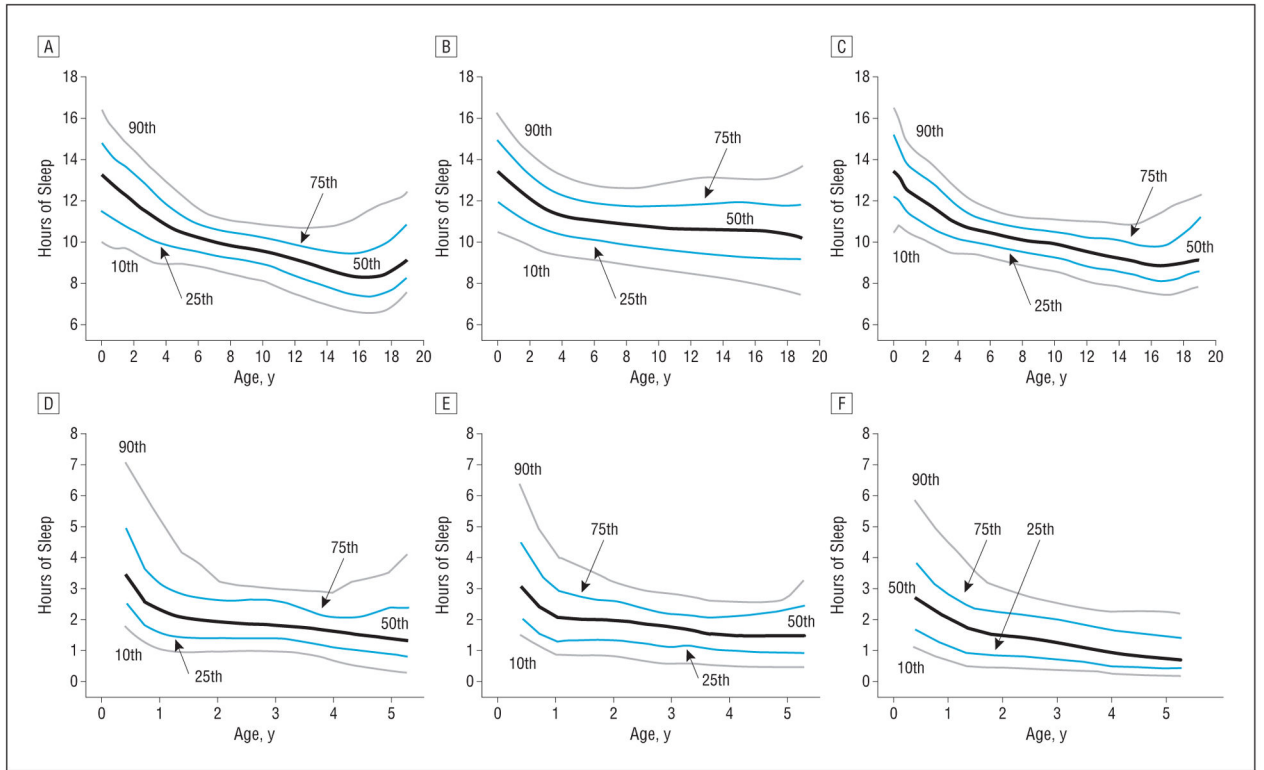 A
Hours of Sleep
18
16
14
12
10
8
6
90th
75th
50th
25th
10th
0 2 4 6 8 10 12 14 16 18 20
Age, y
B
Hours of Sleep
18
16
14
12
10
8
6
90th
75th
50th
25th
10th
0 2 4 6 8 10 12 14 16 18 20
Age, y
C
Hours of Sleep
18
16
14
12
10
8
6
90th
75th
50th
25th
10th
0 2 4 6 8 10 12 14 16 18 20
Age, y
D
Hours of Sleep
8
7
6
5
4
3
2
1
0
90th
75th
50th
25th
10th
0 1 2 3 4 5
Age, y
E
Hours of Sleep
8
7
6
5
4
3
2
1
0
90th
75th
50th
25th
10th
0 1 2 3 4 5
Age, y
F
Hours of Sleep
8
7
6
5
4
3
2
1
0
90th
75th
25th
50th
10th
0 1 2 3 4 5
Age, y